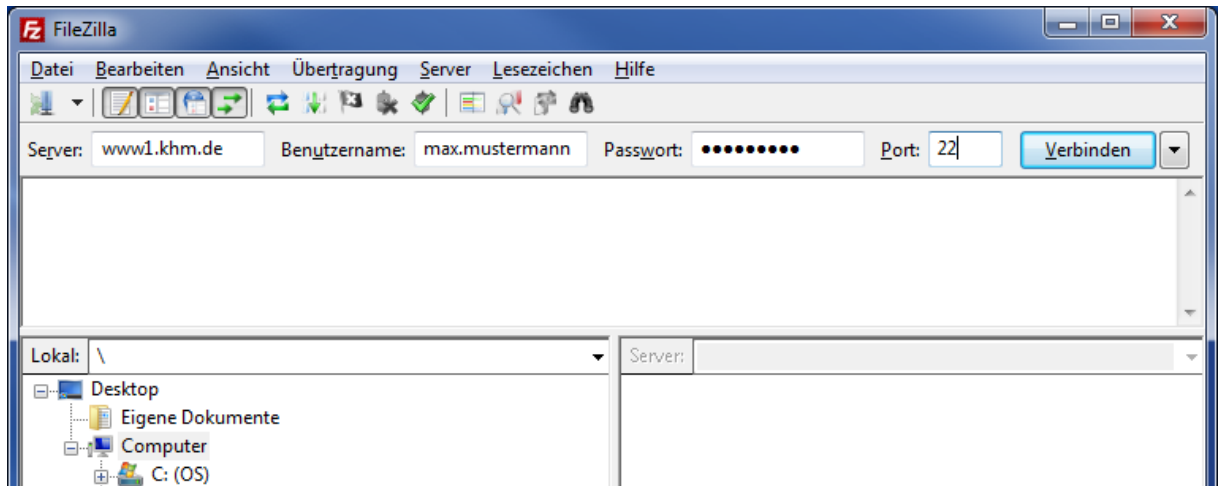 FileZilla
Datei Bearbeiten Ansicht Übertragung Server Lesezeichen Hilfe
Server: www1.khm.de Benutzername: max.mustermann Passwort: ●●●●●●●●● Port: 22 Verbinden
Lokal: \ Server:
Desktop
Eigene Dokumente
Computer
C: (OS)